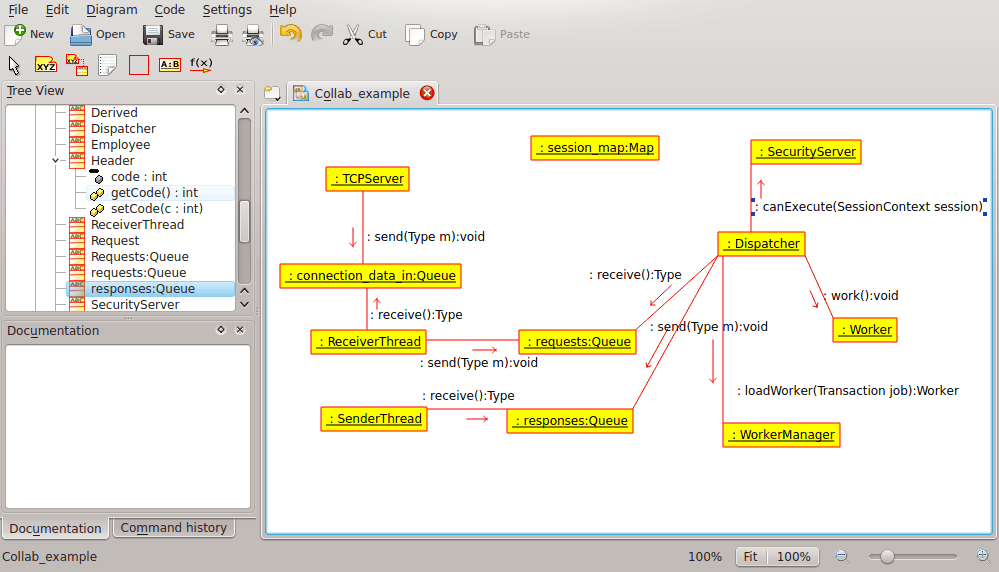 File Edit Diagram Code Settings Help
New Open Save Cut Copy Paste
XYZ XYZ A:B f(x)
Tree View
Collab_example
Derived
Dispatcher
Employee
Header
code : int
getCode() : int
setCode(c : int)
ReceiverThread
Request
Requests:Queue
requests:Queue
responses:Queue
SecurityServer
Documentation
Documentation Command history
: session_map:Map
: SecurityServer
: TCPServer
: canExecute(SessionContext session)
: send(Type m):void
: Dispatcher
: connection_data_in:Queue
: receive():Type
: work():void
: receive():Type
: send(Type m):void
: Worker
: ReceiverThread
: requests:Queue
: send(Type m):void
: loadWorker(Transaction job):Worker
: receive():Type
: SenderThread
: responses:Queue
: WorkerManager
Collab_example 100% Fit 100%